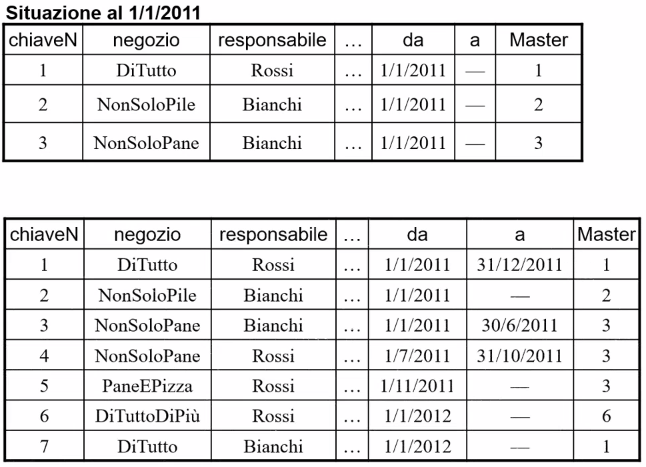 Situazione al 1/1/2011
chiaveN negozio responsabile … da a Master
1 DiTutto Rossi … 1/1/2011 — 1
2 NonSoloPile Bianchi … 1/1/2011 — 2
3 NonSoloPane Bianchi … 1/1/2011 — 3
chiaveN negozio responsabile … da a Master
1 DiTutto Rossi … 1/1/2011 31/12/2011 1
2 NonSoloPile Bianchi … 1/1/2011 — 2
3 NonSoloPane Bianchi … 1/1/2011 30/6/2011 3
4 NonSoloPane Rossi … 1/7/2011 31/10/2011 3
5 PaneEPizza Rossi … 1/11/2011 — 3
6 DiTuttoDiPiù Rossi … 1/1/2012 — 6
7 DiTutto Bianchi … 1/1/2012 — 1